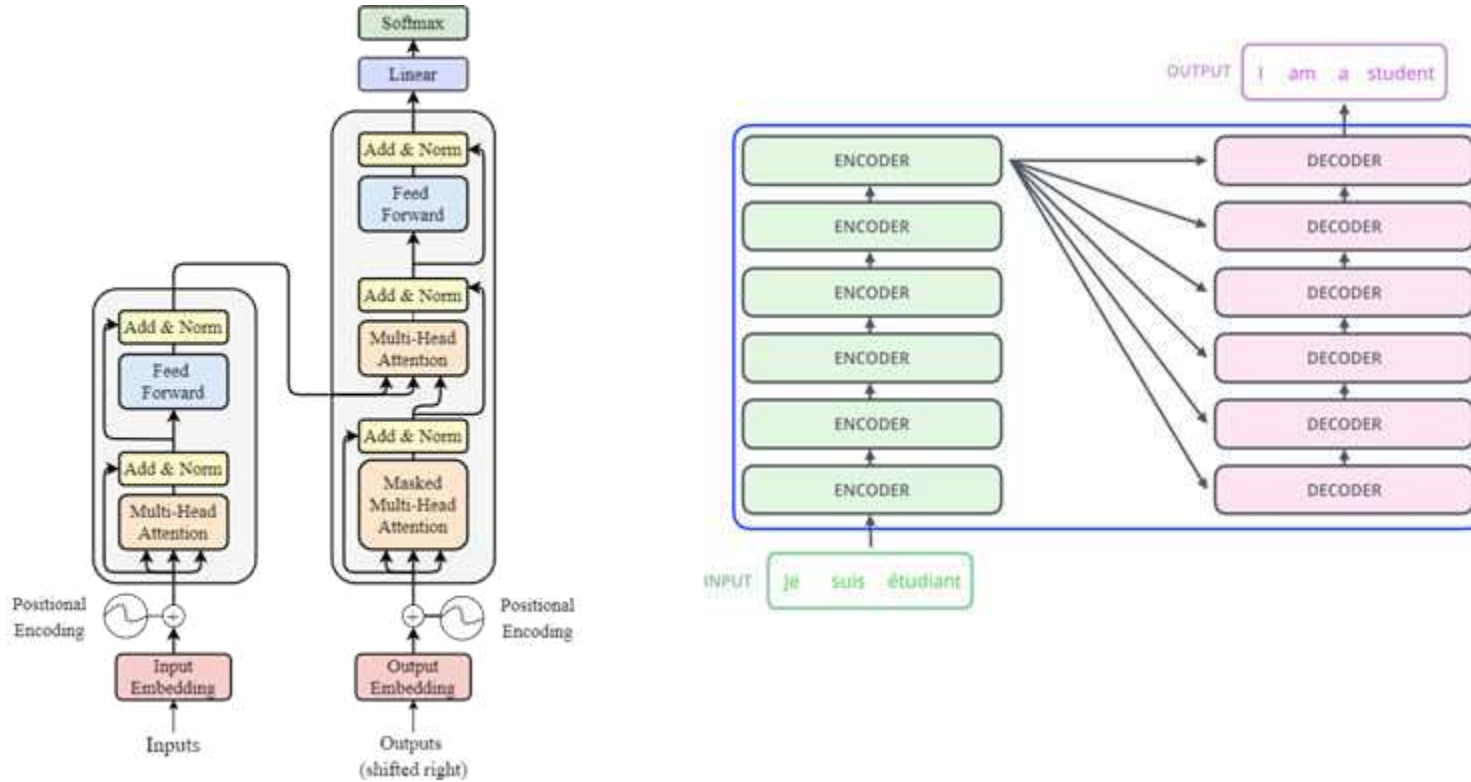 Softmax
Linear
Add & Norm
Feed
Forward
Add & Norm
Multi-Head
Attention
Add & Norm
Masked
Multi-Head
Attention
Add & Norm
Feed
Forward
Add & Norm
Multi-Head
Attention
Positional
Encoding
Positional
Encoding
Input
Embedding
Output
Embedding
Inputs
Outputs
(shifted right)
OUTPUT I am a student
ENCODER
ENCODER
ENCODER
ENCODER
ENCODER
ENCODER
DECODER
DECODER
DECODER
DECODER
DECODER
DECODER
INPUT Je suis étudiant